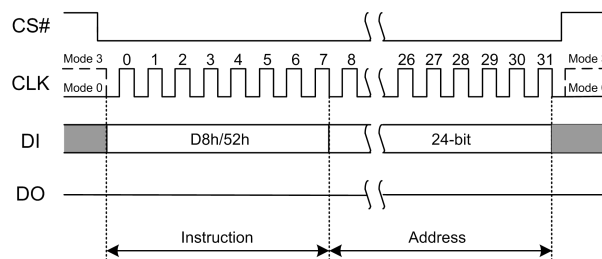 CS#
Mode 3 0 1 2 3 4 5 6 7 8 26 27 28 29 30 31 Mode
CLK
Mode 0 Mode
DI D8h/52h 24-bit
DO
Instruction Address